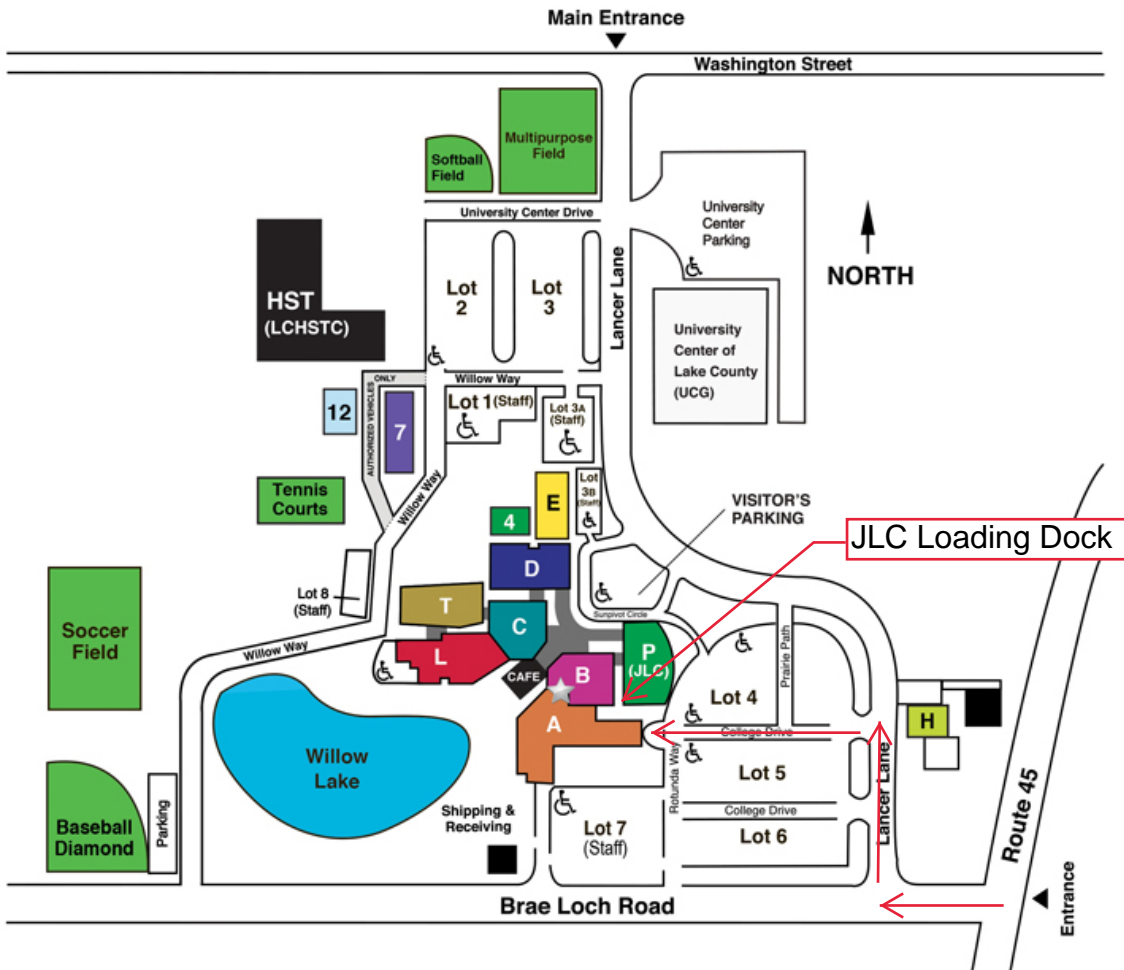 Main Entrance
Washington Street
Multipurpose
Field
Softball
Field
University Center Drive
University
Center
Parking
NORTH
HST
(LCHSTC)
Lot
2
Lot
3
Lancer Lane
University
Center of
Lake County
(UCG)
ONLY
AUTHORIZED VEHICLES
Willow Way
12
7
Lot 1 (Staff)
Lot 3A
(Staff)
Lot
3B
(Staff)
Willow Way
Tennis
Courts
E
4
D
VISITOR'S
PARKING
JLC Loading Dock
Lot 8
(Staff)
T
C
Sunpivot Circle
Soccer
Field
Willow Way
L
CAFE
B
P
(JLC)
Prairie Path
Lot 4
A
H
College Drive
Rotunda Way
Willow
Lake
Lot 5
Lancer Lane
Route 45
Shipping &
Receiving
College Drive
Baseball
Diamond
Parking
Lot 7
(Staff)
Lot 6
Brae Loch Road
Entrance